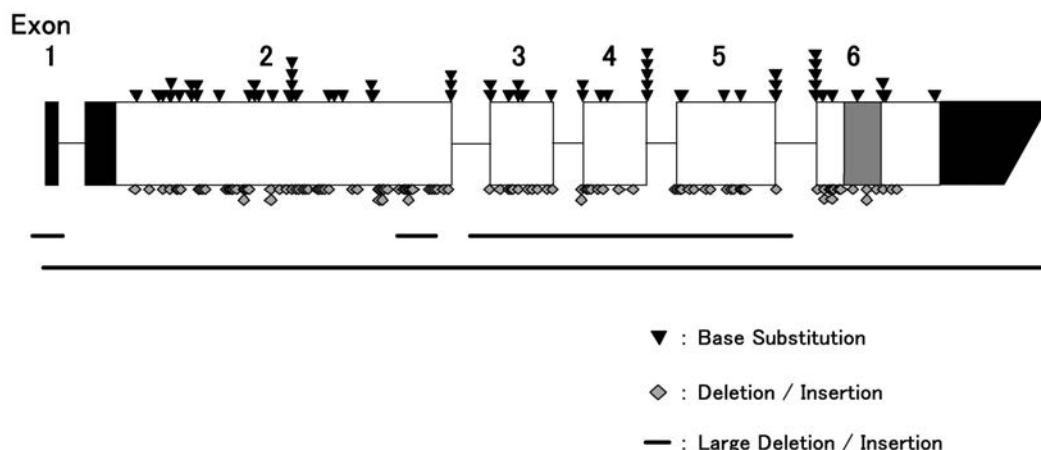 Exon
1 2 3 4 5 6
▼ : Base Substitution
◈ : Deletion / Insertion
━ : Large Deletion / Insertion